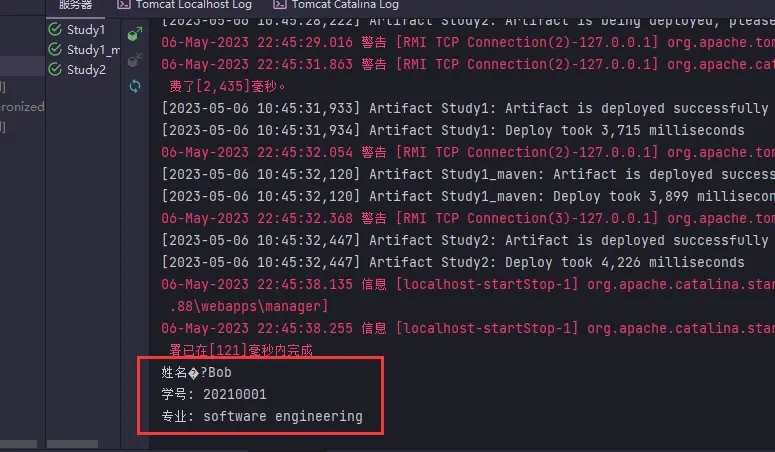 服务器 Tomcat Localhost Log Tomcat Catalina Log
Study1
Study1_m
Study2
]
ronized
]
[2023-05-06 10:45:28,222] Artifact Study2: Artifact is being deployed, pleas
06-May-2023 22:45:29.016 警告 [RMI TCP Connection(2)-127.0.0.1] org.apache.tom
06-May-2023 22:45:31.863 警告 [RMI TCP Connection(2)-127.0.0.1] org.apache.cat
费了[2,435]毫秒。
[2023-05-06 10:45:31,933] Artifact Study1: Artifact is deployed successfully
[2023-05-06 10:45:31,934] Artifact Study1: Deploy took 3,715 milliseconds
06-May-2023 22:45:32.054 警告 [RMI TCP Connection(2)-127.0.0.1] org.apache.tom
[2023-05-06 10:45:32,120] Artifact Study1_maven: Artifact is deployed success
[2023-05-06 10:45:32,120] Artifact Study1_maven: Deploy took 3,899 millisecon
06-May-2023 22:45:32.368 警告 [RMI TCP Connection(3)-127.0.0.1] org.apache.tom
[2023-05-06 10:45:32,447] Artifact Study2: Artifact is deployed successfully
[2023-05-06 10:45:32,447] Artifact Study2: Deploy took 4,226 milliseconds
06-May-2023 22:45:38.135 信息 [localhost-startStop-1] org.apache.catalina.star
.88\webapps\manager]
06-May-2023 22:45:38.255 信息 [localhost-startStop-1] org.apache.catalina.star
署已在[121]毫秒内完成
姓名�?Bob
学号: 20210001
专业: software engineering